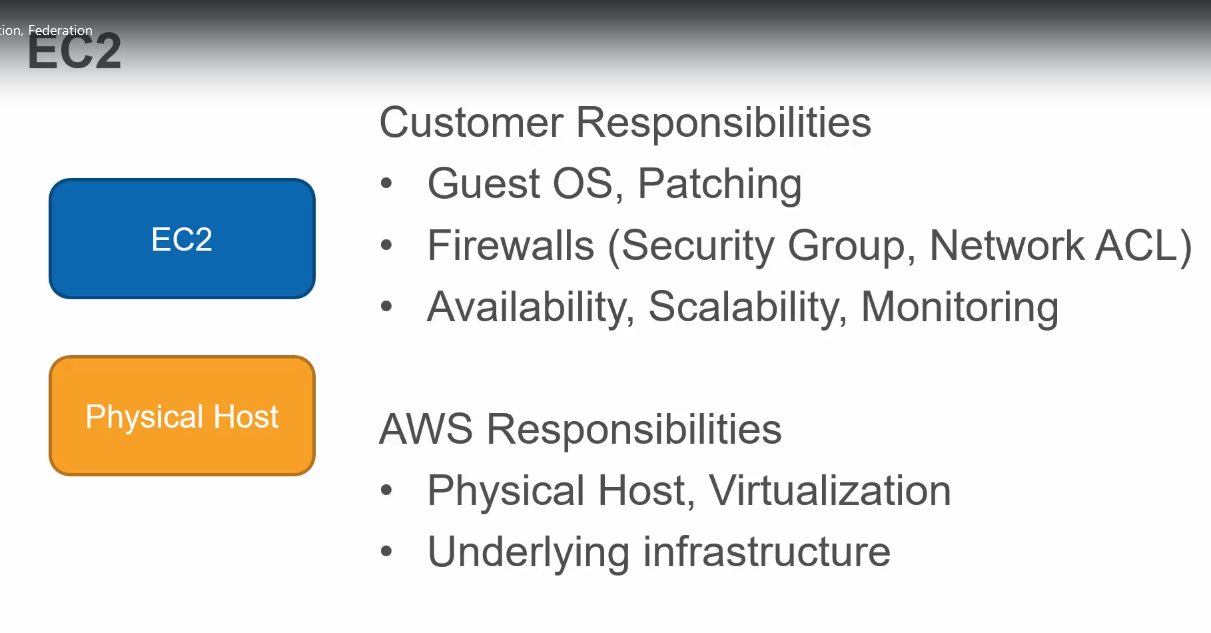 Federation
EC2
Customer Responsibilities
• Guest OS, Patching
EC2
• Firewalls (Security Group, Network ACL)
• Availability, Scalability, Monitoring
Physical Host
AWS Responsibilities
• Physical Host, Virtualization
• Underlying infrastructure